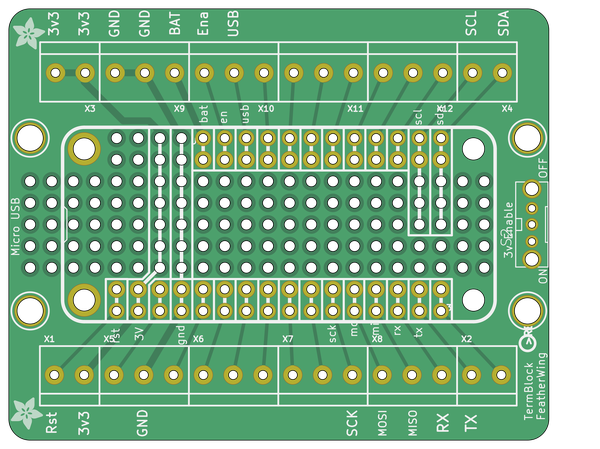 3v3 3v3 GND GND BAT Ena USB SCL SDA
X3 X9 X10 X11 X12 X4
bat en usb scl sda
OFF
Micro USB
3v Enable
ON
rst 3V gnd sck mo mi rx tx
X1 X5 X6 X7 X8 X2
Rst 3v3 GND SCK MOSI MISO RX TX
TermBlock
FeatherWing